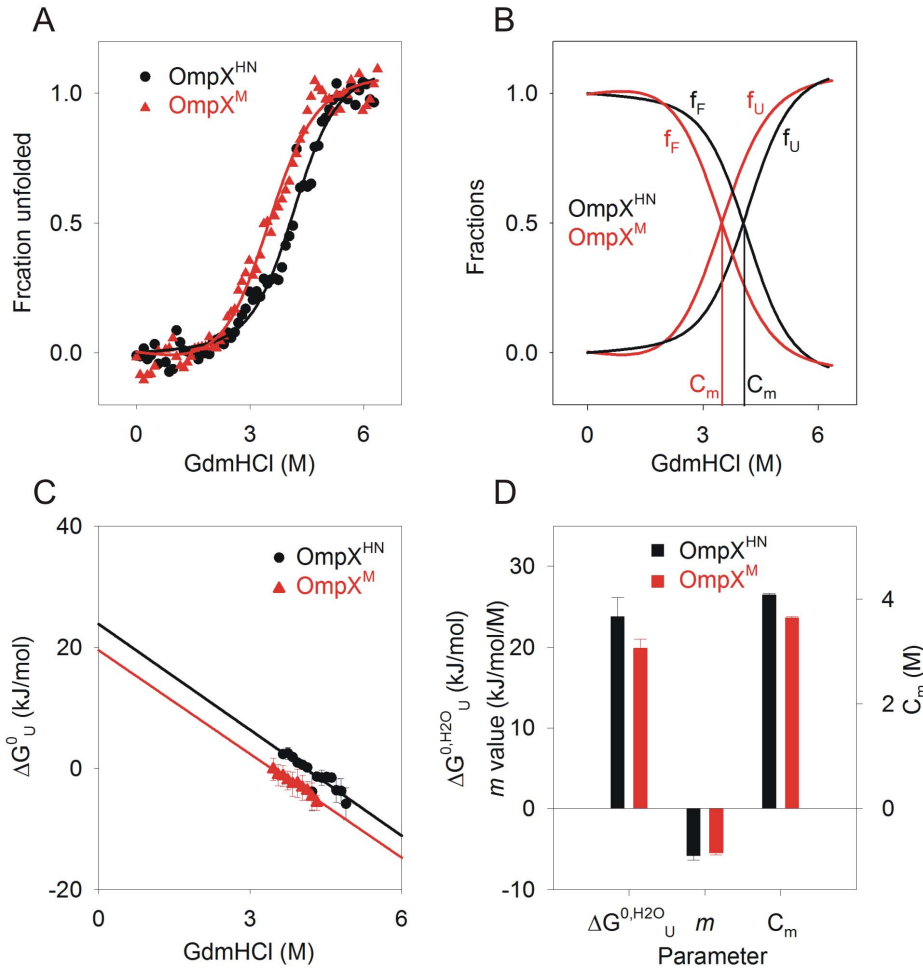 A
OmpX^HN
OmpX^M
Frcation unfolded
1.0
0.5
0.0
0 3 6
GdmHCl (M)
B
Fractions
1.0
0.5
0.0
f_F f_U
f_F f_U
OmpX^HN
OmpX^M
C_m C_m
0 3 6
GdmHCl (M)
C
OmpX^HN
OmpX^M
ΔG^0_U (kJ/mol)
40
20
0
-20
0 3 6
GdmHCl (M)
D
OmpX^HN
OmpX^M
ΔG^0,H2O_U (kJ/mol)
m value (kJ/mol/M)
30
20
10
0
-10
4
2
0
C_m (M)
ΔG^0,H2O_U m C_m
Parameter